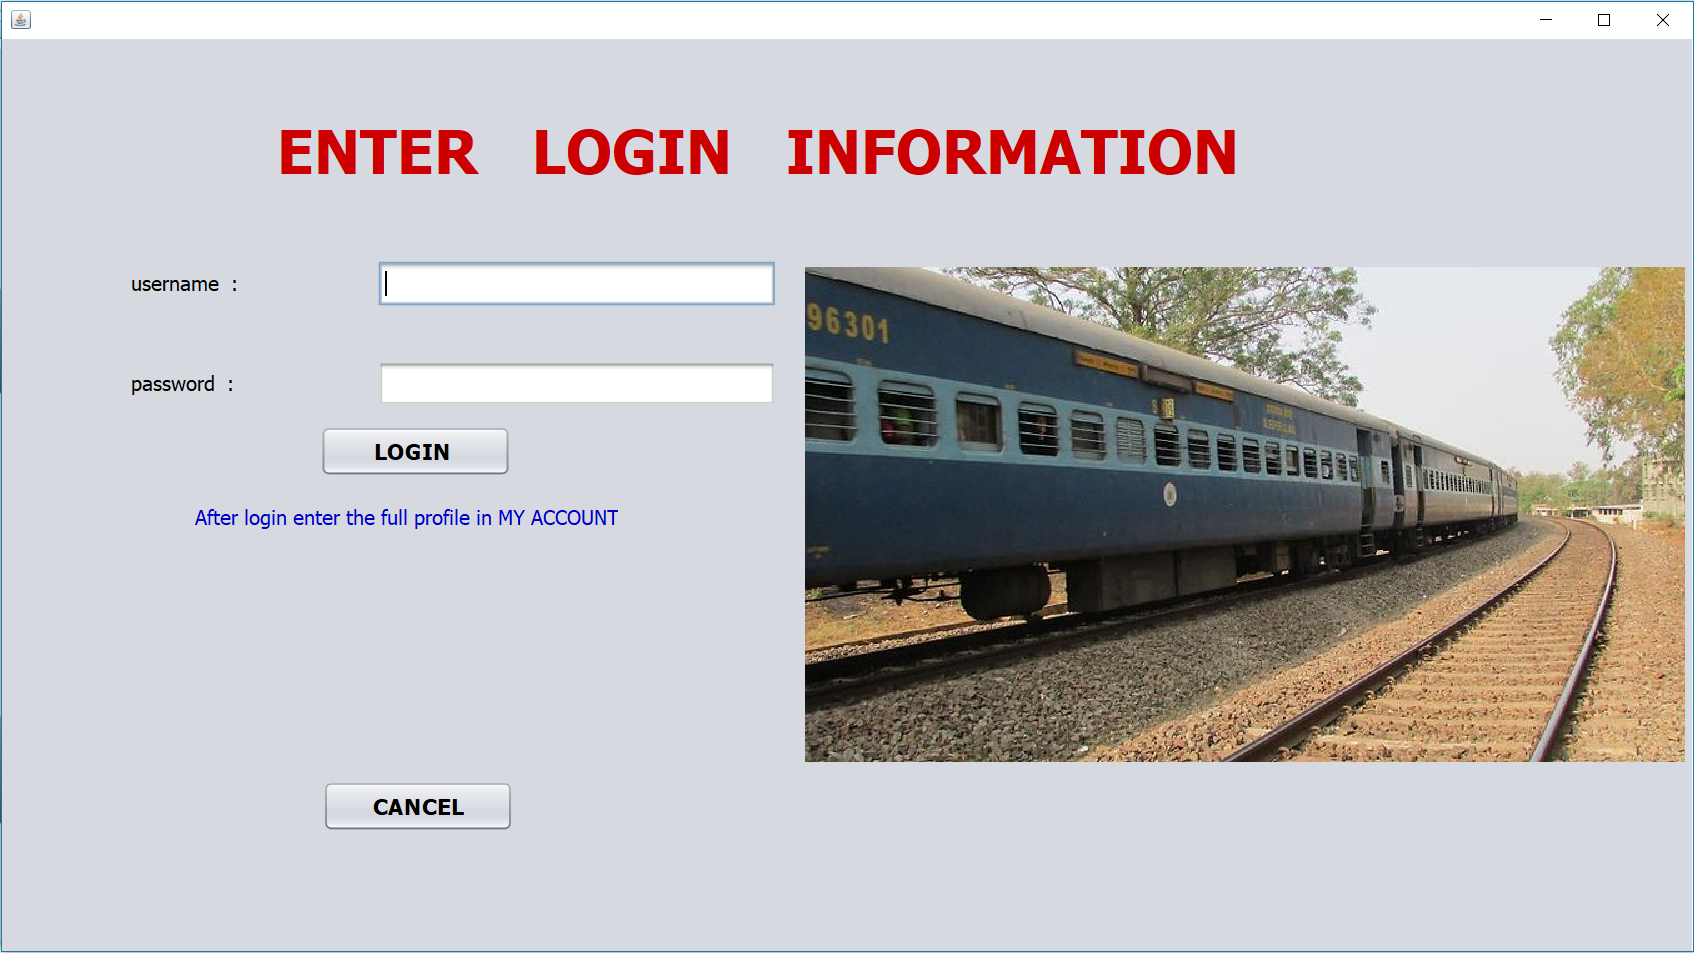 ENTER LOGIN INFORMATION
username :
password :
LOGIN
After login enter the full profile in MY ACCOUNT
CANCEL
96301